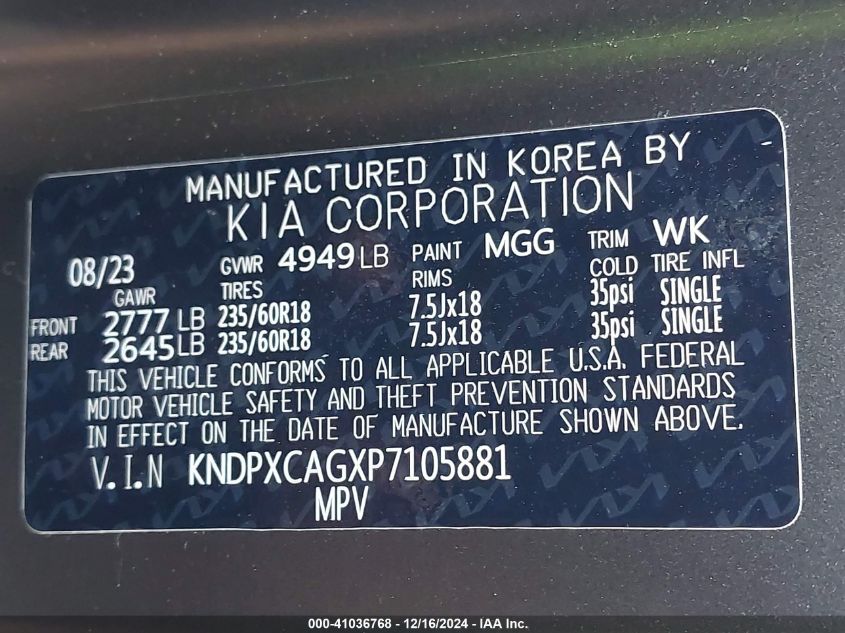 MANUFACTURED IN KOREA BY
KIA CORPORATION
08/23 GVWR 4949 LB PAINT MGG TRIM WK
GAWR TIRES RIMS COLD TIRE INFL
FRONT 2777 LB 235/60R18 7.5Jx18 35psi SINGLE
REAR 2645 LB 235/60R18 7.5Jx18 35psi SINGLE
THIS VEHICLE CONFORMS TO ALL APPLICABLE U.S.A. FEDERAL
MOTOR VEHICLE SAFETY AND THEFT PREVENTION STANDARDS
IN EFFECT ON THE DATE OF MANUFACTURE SHOWN ABOVE.
V.I.N KNDPXCAGXP7105881
MPV
000-41036768 - 12/16/2024 - IAA Inc.